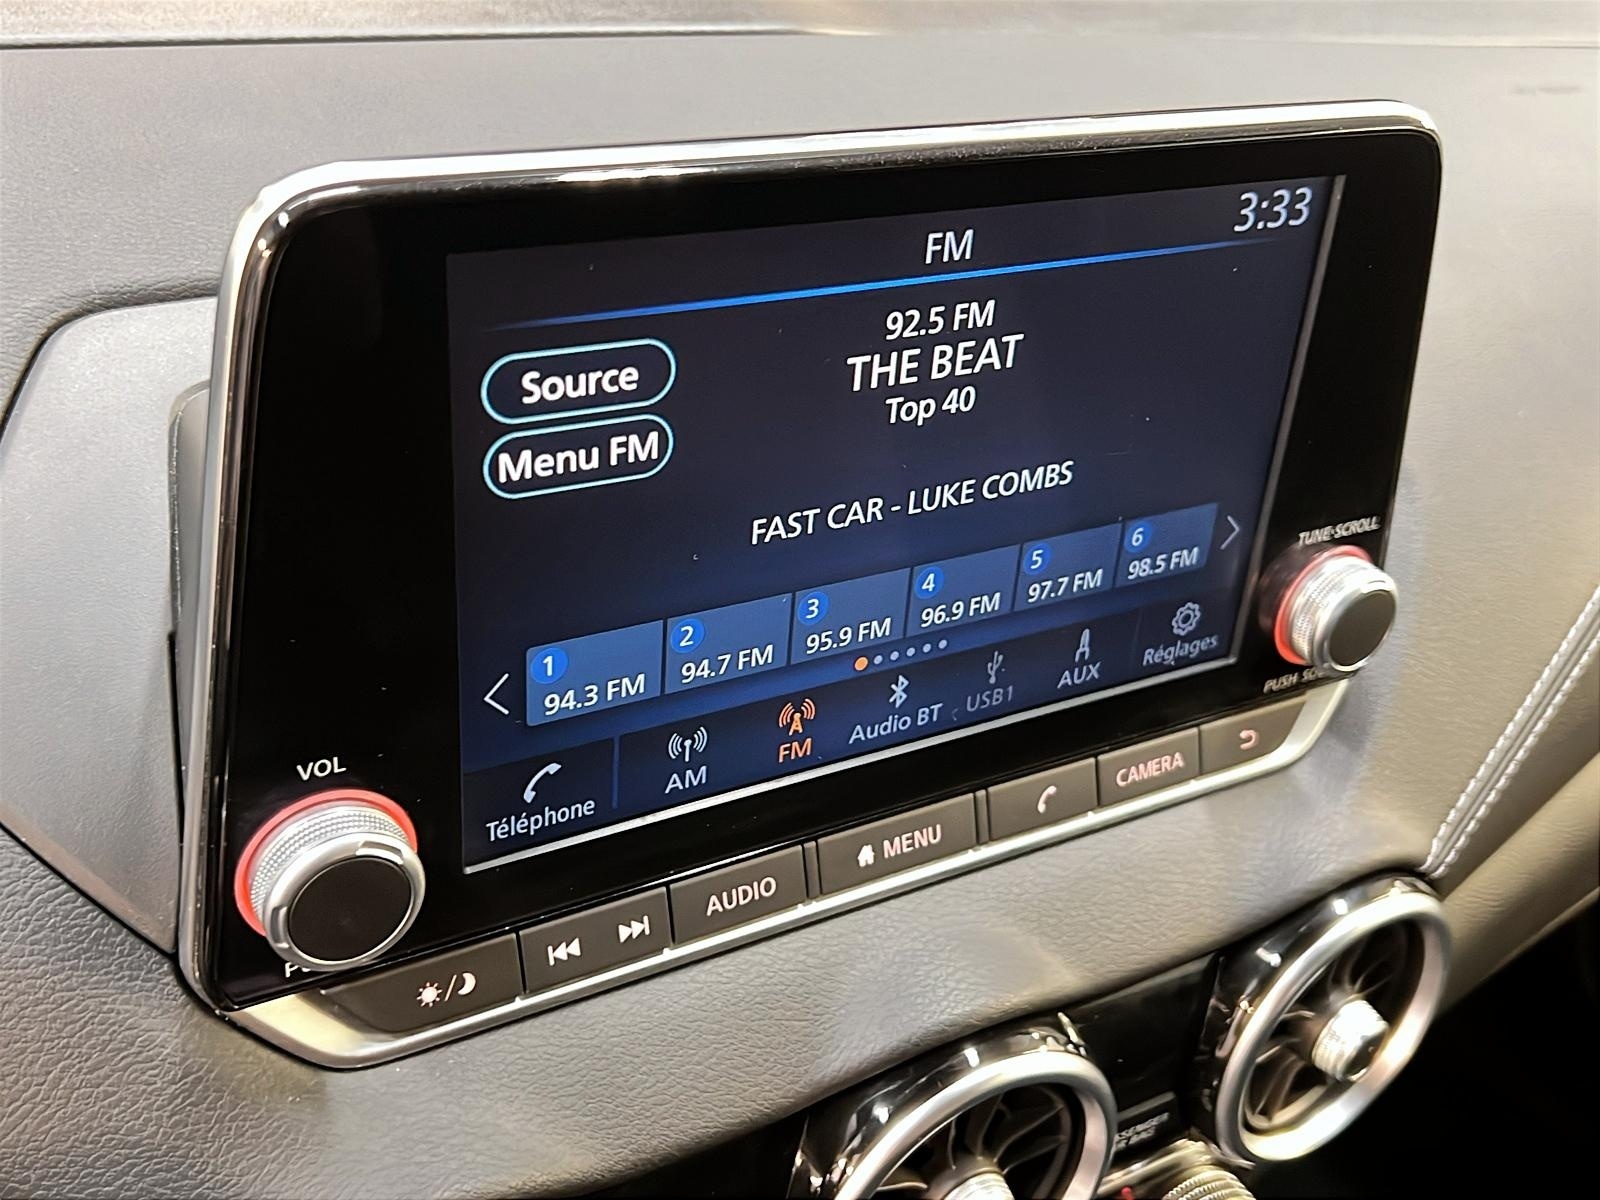 3:33
FM
92.5 FM
THE BEAT
Top 40
Source
Menu FM
FAST CAR - LUKE COMBS
1 94.3 FM
2 94.7 FM
3 95.9 FM
4 96.9 FM
5 97.7 FM
6 98.5 FM
Téléphone
AM
FM
Audio BT
USB1
AUX
Réglages
VOL
TUNE·SCROLL
PUSH
AUDIO
MENU
CAMERA